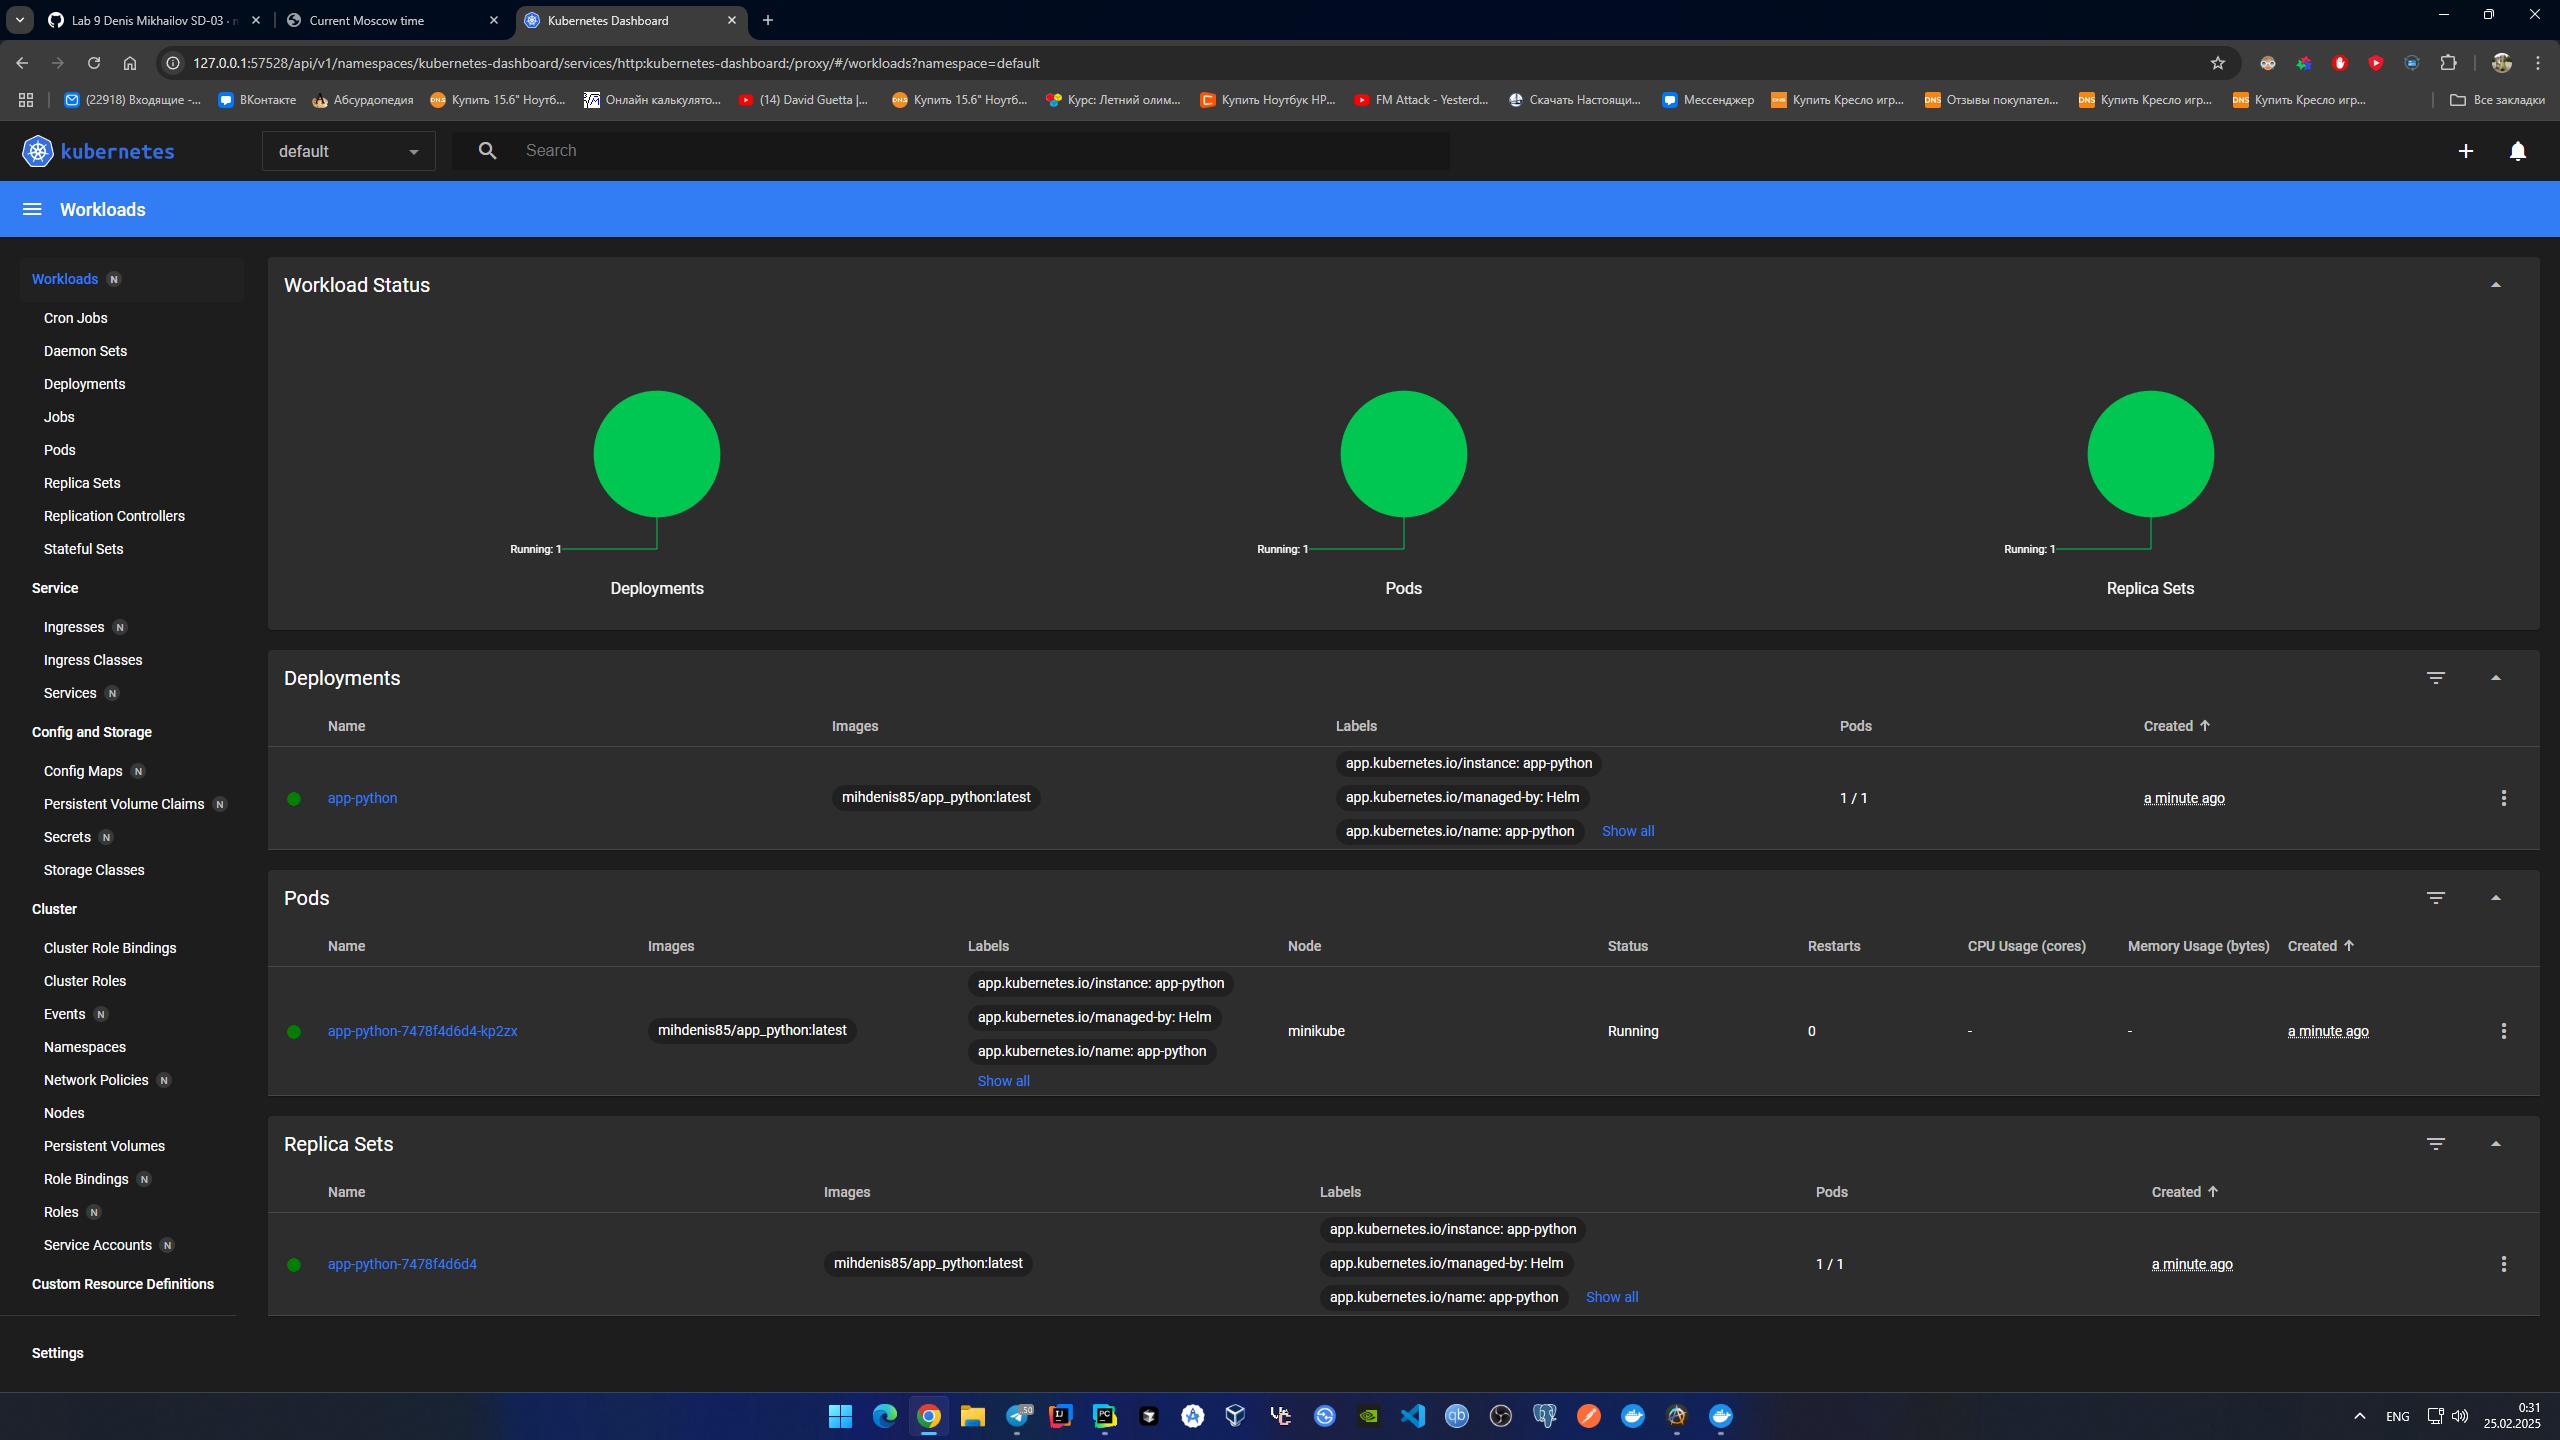 Lab 9 Denis Mikhailov SD-03 ·
Current Moscow time
Kubernetes Dashboard
127.0.0.1:57528/api/v1/namespaces/kubernetes-dashboard/services/http:kubernetes-dashboard:/proxy/#/workloads?namespace=default
(22918) Входящие -...
ВКонтакте
Абсурдопедия
Купить 15.6" Ноутб...
Онлайн калькулято...
(14) David Guetta |...
Купить 15.6" Ноутб...
Курс: Летний олим...
Купить Ноутбук HP...
FM Attack - Yesterd...
Скачать Настоящи...
Мессенджер
Купить Кресло игр...
Отзывы покупател...
Купить Кресло игр...
Купить Кресло игр...
Все закладки
kubernetes
default
Search
Workloads
Workloads N
Cron Jobs
Daemon Sets
Deployments
Jobs
Pods
Replica Sets
Replication Controllers
Stateful Sets
Service
Ingresses N
Ingress Classes
Services N
Config and Storage
Config Maps N
Persistent Volume Claims N
Secrets N
Storage Classes
Cluster
Cluster Role Bindings
Cluster Roles
Events N
Namespaces
Network Policies N
Nodes
Persistent Volumes
Role Bindings N
Roles N
Service Accounts N
Custom Resource Definitions
Settings
Workload Status
Running: 1
Deployments
Running: 1
Pods
Running: 1
Replica Sets
Deployments
Name Images Labels Pods Created
app-python mihdenis85/app_python:latest
app.kubernetes.io/instance: app-python
app.kubernetes.io/managed-by: Helm
app.kubernetes.io/name: app-python Show all
1 / 1 a minute ago
Pods
Name Images Labels Node Status Restarts CPU Usage (cores) Memory Usage (bytes) Created
app-python-7478f4d6d4-kp2zx mihdenis85/app_python:latest
app.kubernetes.io/instance: app-python
app.kubernetes.io/managed-by: Helm
app.kubernetes.io/name: app-python
Show all
minikube Running 0 - - a minute ago
Replica Sets
Name Images Labels Pods Created
app-python-7478f4d6d4 mihdenis85/app_python:latest
app.kubernetes.io/instance: app-python
app.kubernetes.io/managed-by: Helm
app.kubernetes.io/name: app-python Show all
1 / 1 a minute ago
ENG
0:31
25.02.2025